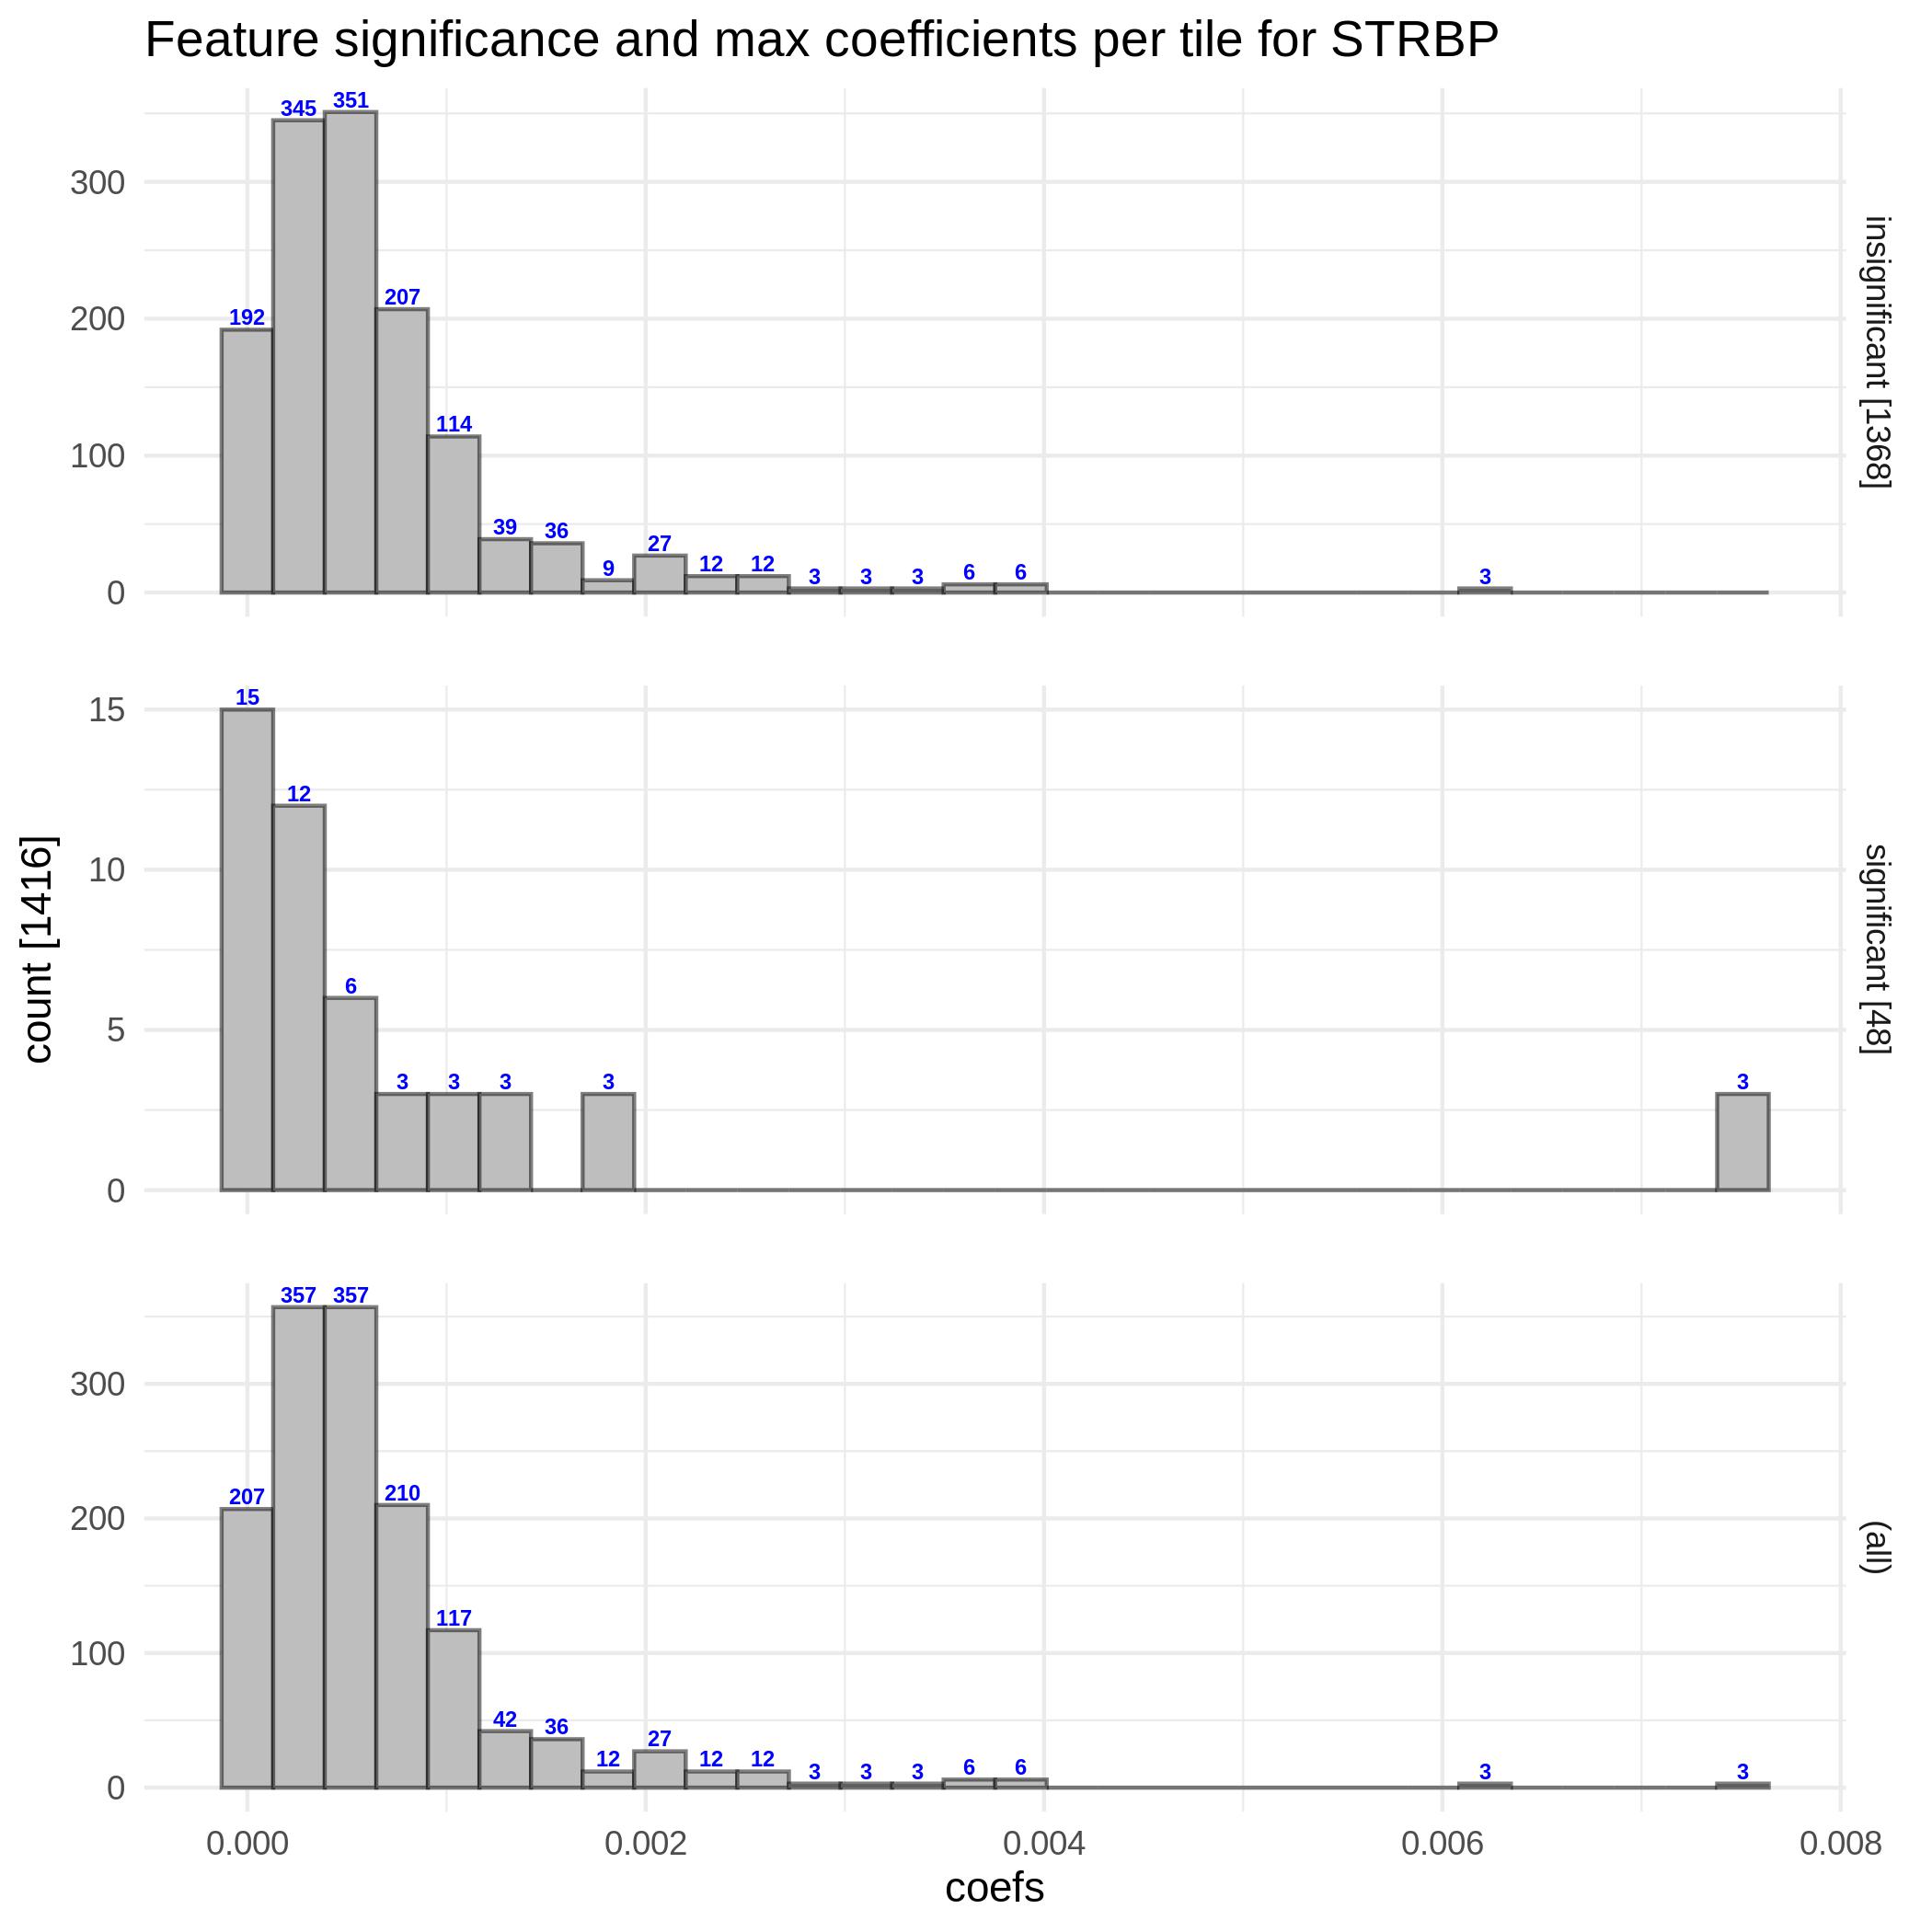 Feature significance and max coefficients per tile for STRBP
345 351
192 207
114
39 36 9 27 12 12 3 3 3 6 6 3
300
200
100
0
insignificant [1368]
15
12
6
3 3 3 3 3
15
10
5
0
significant [48]
count [1416]
357 357
207 210
117
42 36 12 27 12 12 3 3 3 6 6 3 3
300
200
100
0
(all)
0.000 0.002 0.004 0.006 0.008
coefs